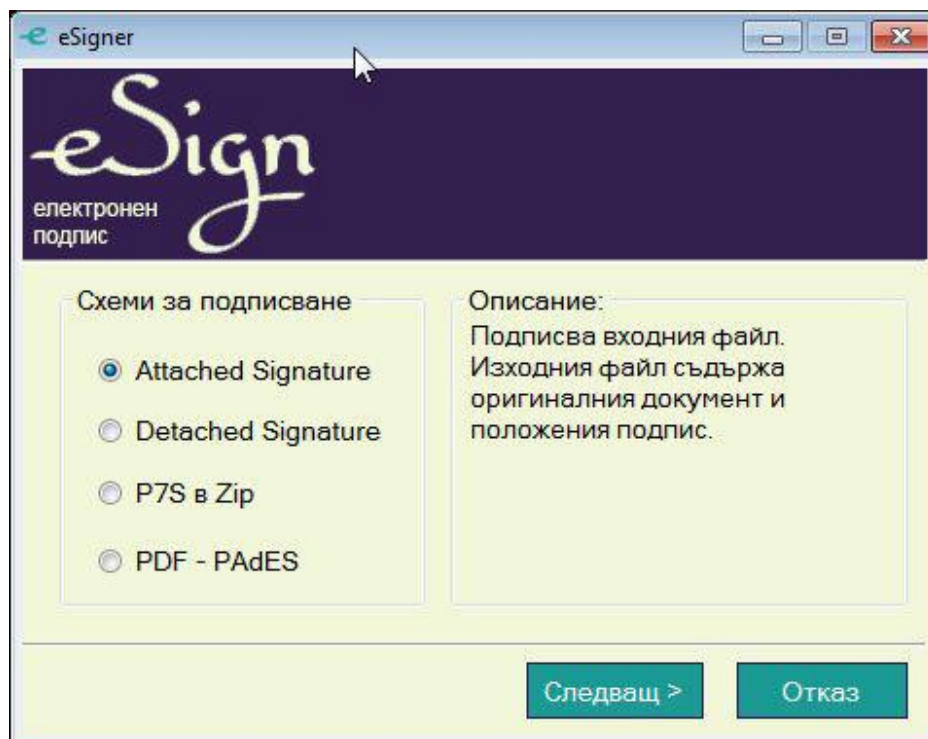 eSigner
eSign
електронен
подпис
Схеми за подписване
Attached Signature
Detached Signature
P7S в Zip
PDF - PAdES
Описание:
Подписва входния файл.
Изходния файл съдържа
оригиналния документ и
положения подпис.
Следващ >
Отказ